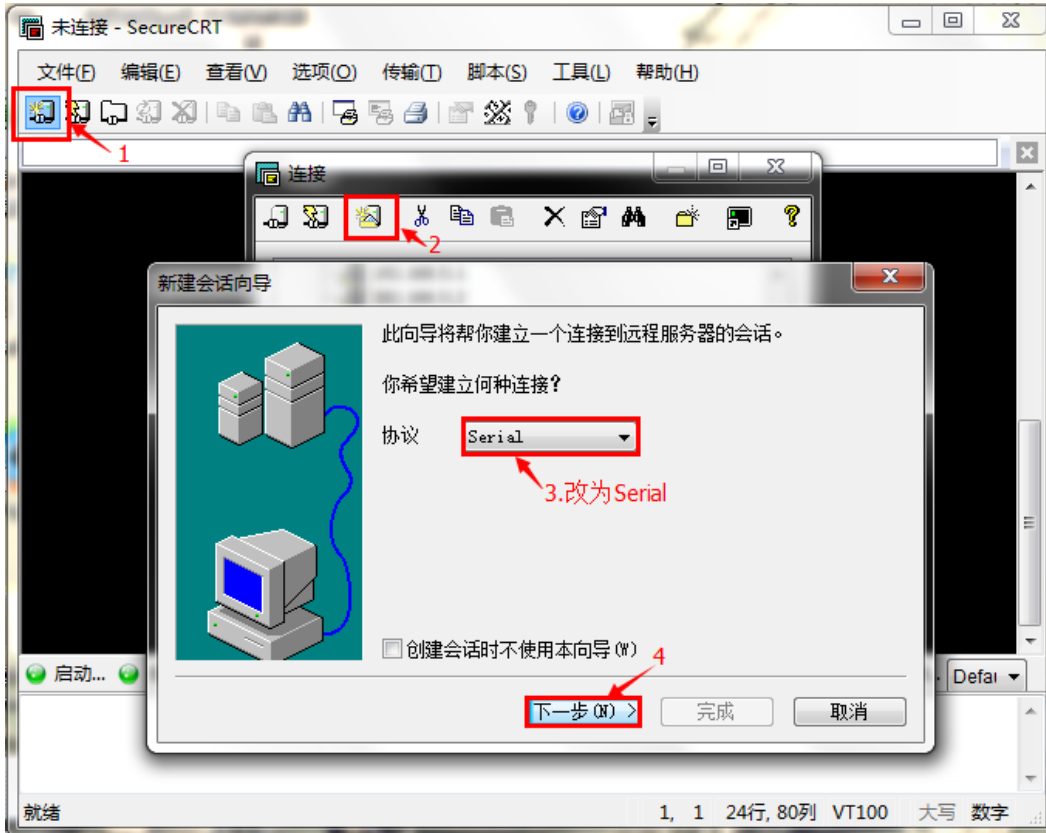 未连接 - SecureCRT
文件(F) 编辑(E) 查看(V) 选项(O) 传输(T) 脚本(S) 工具(L) 帮助(H)
1
连接
2
新建会话向导
此向导将帮你建立一个连接到远程服务器的会话。
你希望建立何种连接?
协议 Serial
3.改为Serial
创建会话时不使用本向导(W)
4
启动... Defai
下一步(N) > 完成 取消
就绪 1, 1 24行, 80列 VT100 大写 数字